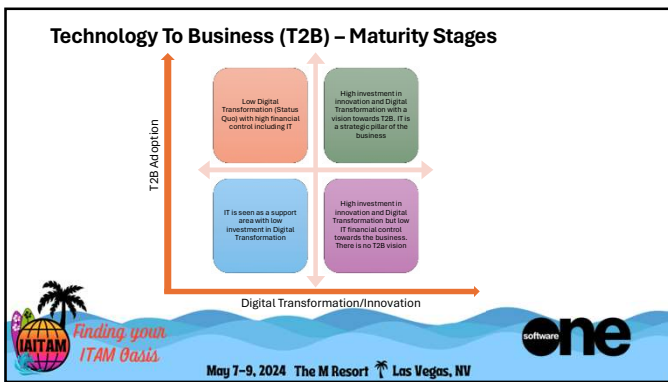 Technology To Business (T2B) – Maturity Stages
T2B Adoption
Low Digital
Transformation (Status
Quo) with high financial
control including IT
High investment in
innovation and Digital
Transformation with a
vision towards T2B. IT is
a strategic pillar of the
business
IT is seen as a support
area with low
investment in Digital
Transformation
High investment in
innovation and Digital
Transformation but low
IT financial control
towards the business.
There is no T2B vision
Digital Transformation/Innovation
IAITAM
Finding your
ITAM Oasis
software
one
May 7–9, 2024 The M Resort Las Vegas, NV